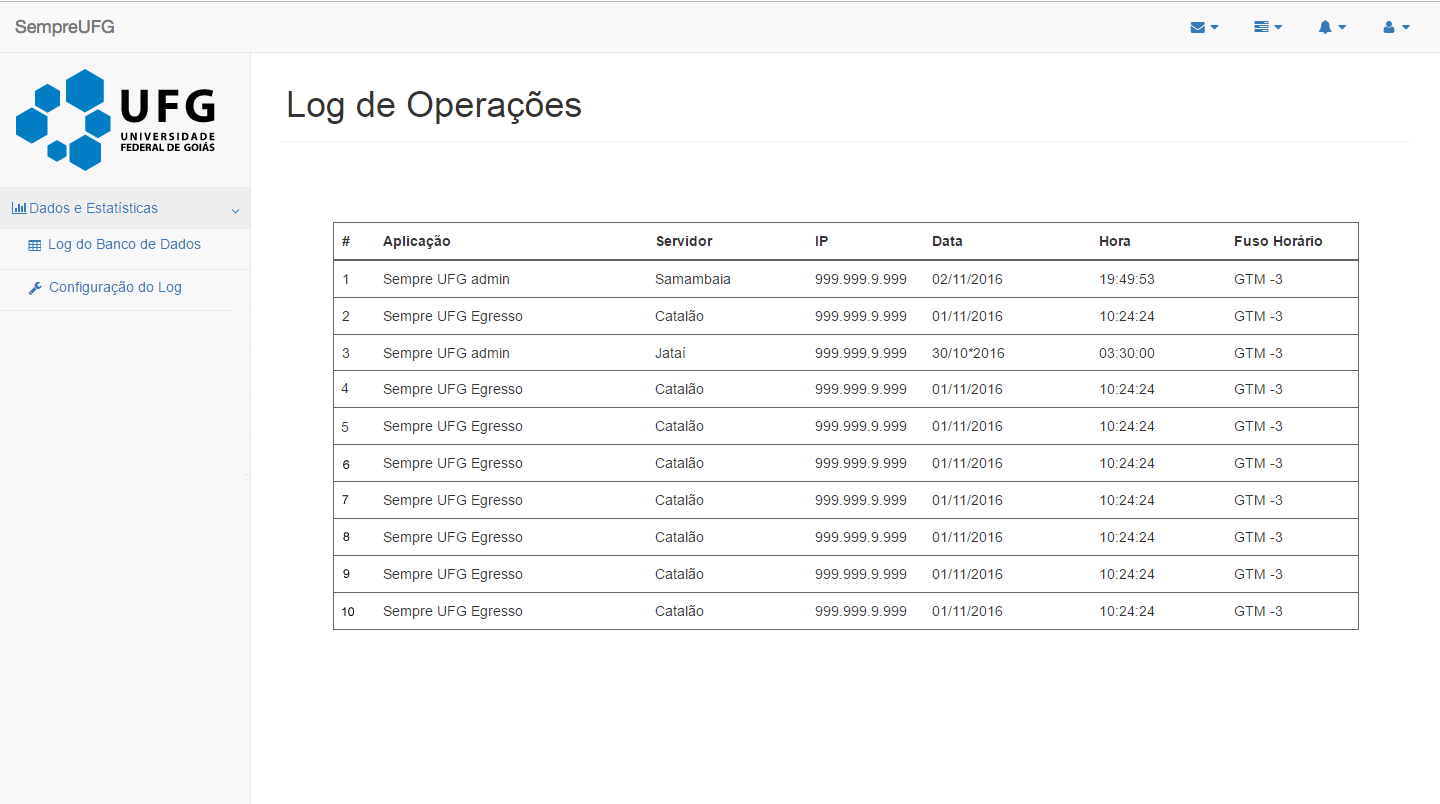 SempreUFG
UFG
UNIVERSIDADE
FEDERAL DE GOIÁS
Dados e Estatísticas
Log do Banco de Dados
Configuração do Log
Log de Operações
# Aplicação Servidor IP Data Hora Fuso Horário
1 Sempre UFG admin Samambaia 999.999.9.999 02/11/2016 19:49:53 GTM -3
2 Sempre UFG Egresso Catalão 999.999.9.999 01/11/2016 10:24:24 GTM -3
3 Sempre UFG admin Jataí 999.999.9.999 30/10*2016 03:30:00 GTM -3
4 Sempre UFG Egresso Catalão 999.999.9.999 01/11/2016 10:24:24 GTM -3
5 Sempre UFG Egresso Catalão 999.999.9.999 01/11/2016 10:24:24 GTM -3
6 Sempre UFG Egresso Catalão 999.999.9.999 01/11/2016 10:24:24 GTM -3
7 Sempre UFG Egresso Catalão 999.999.9.999 01/11/2016 10:24:24 GTM -3
8 Sempre UFG Egresso Catalão 999.999.9.999 01/11/2016 10:24:24 GTM -3
9 Sempre UFG Egresso Catalão 999.999.9.999 01/11/2016 10:24:24 GTM -3
10 Sempre UFG Egresso Catalão 999.999.9.999 01/11/2016 10:24:24 GTM -3